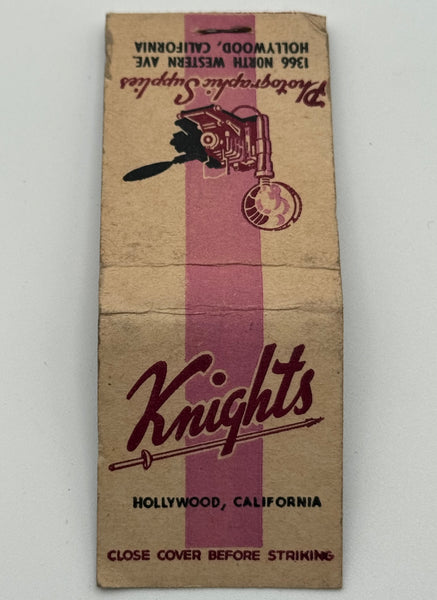 Photographic Supplies
1366 NORTH WESTERN AVE.
HOLLYWOOD, CALIFORNIA
Knights
HOLLYWOOD, CALIFORNIA
CLOSE COVER BEFORE STRIKING